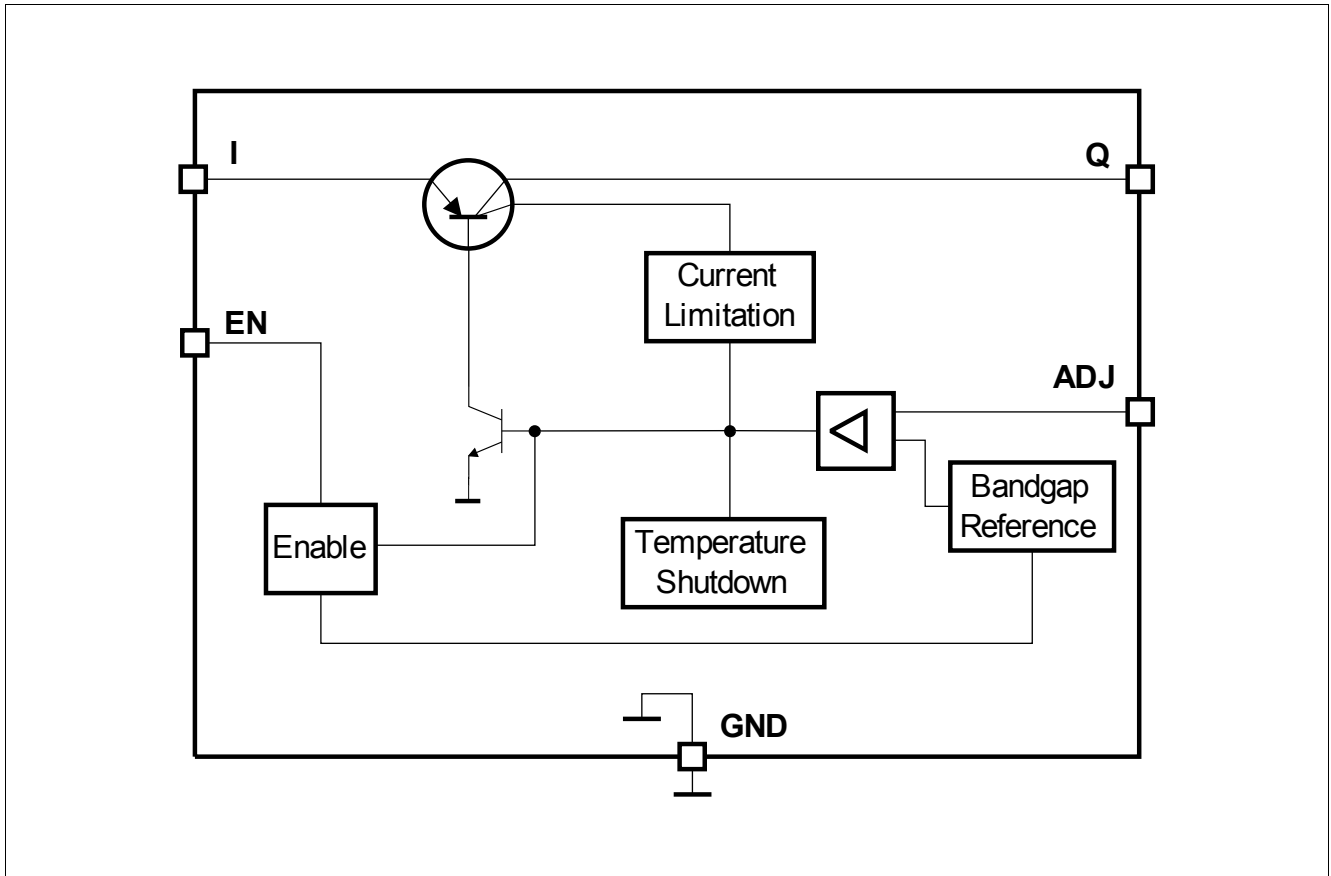 I
Q
Current
Limitation
EN
ADJ
Bandgap
Reference
Enable
Temperature
Shutdown
GND